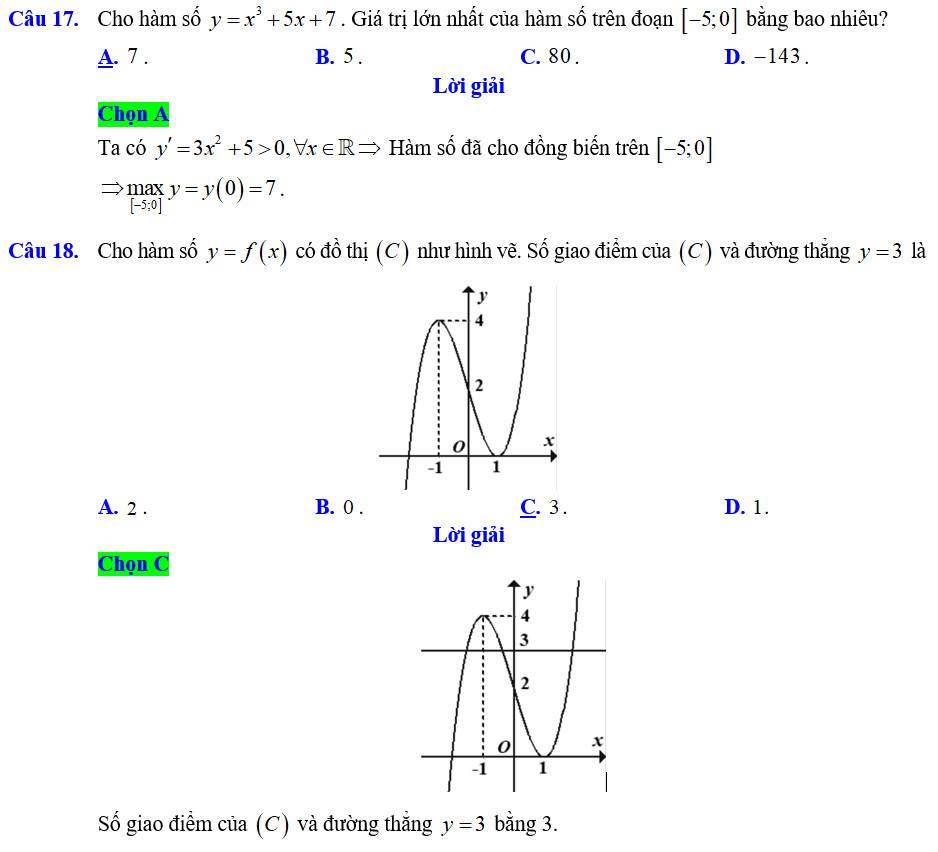 Câu 17. Cho hàm số y = x³ + 5x + 7 . Giá trị lớn nhất của hàm số trên đoạn [−5;0] bằng bao nhiêu?
A. 7 . B. 5 . C. 80 . D. −143 .
Lời giải
Chọn A
Ta có y′ = 3x² + 5 > 0, ∀x ∈ ℝ ⇒ Hàm số đã cho đồng biến trên [−5;0]
⇒ max y = y(0) = 7 .
[−5;0]
Câu 18. Cho hàm số y = f(x) có đồ thị (C) như hình vẽ. Số giao điểm của (C) và đường thẳng y = 3 là
y
4
2
O
x
-1
1
A. 2 . B. 0 . C. 3 . D. 1 .
Lời giải
Chọn C
y
4
3
2
O
x
-1
1
Số giao điểm của (C) và đường thẳng y = 3 bằng 3.